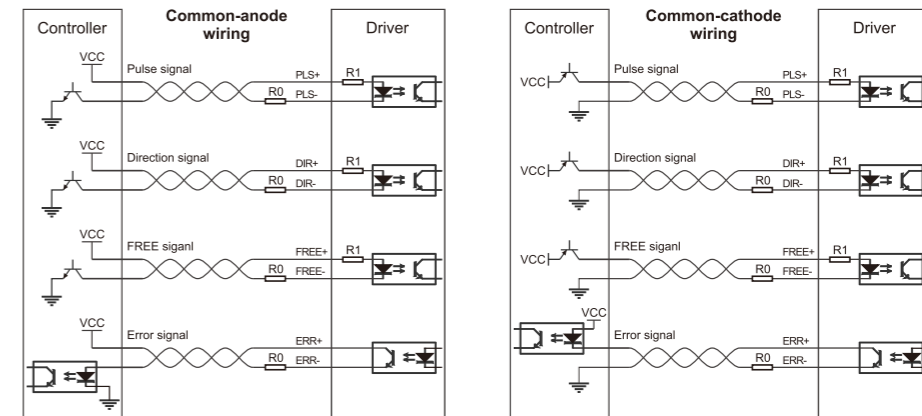 Controller
Common-anode
wiring
Driver
VCC
Pulse signal
PLS+
R1
R0
PLS-
VCC
Direction signal
DIR+
R1
R0
DIR-
VCC
FREE siganl
FREE+
R1
R0
FREE-
VCC
Error signal
ERR+
R0
ERR-
Controller
Common-cathode
wiring
Driver
VCC
Pulse signal
PLS+
R1
R0
PLS-
VCC
Direction signal
DIR+
R1
R0
DIR-
VCC
FREE siganl
FREE+
R1
R0
FREE-
VCC
Error signal
ERR+
R0
ERR-